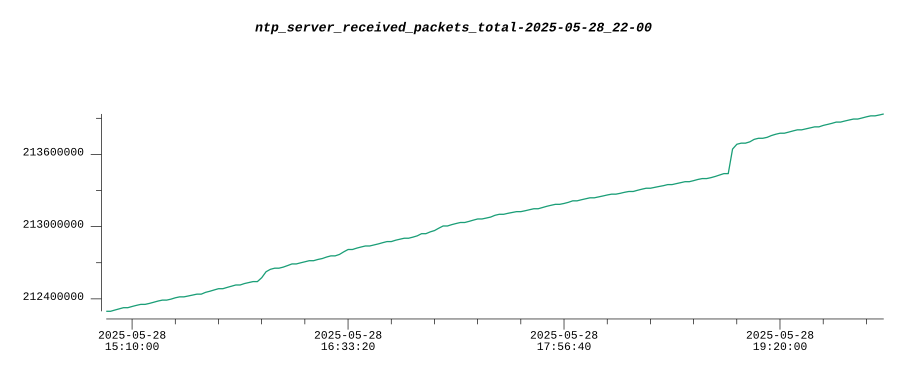 ntp_server_received_packets_total-2025-05-28_22-00
213600000
213000000
212400000
2025-05-28 2025-05-28 2025-05-28 2025-05-28
15:10:00 16:33:20 17:56:40 19:20:00